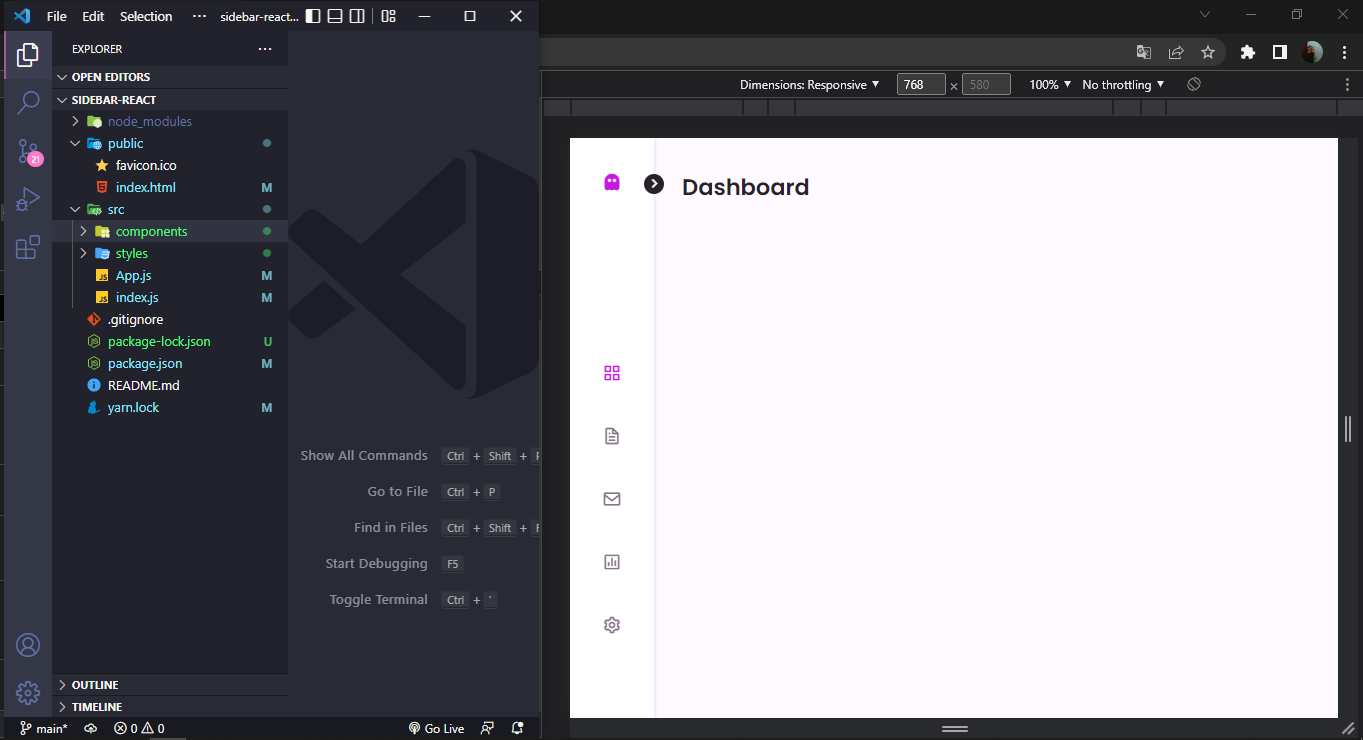 File Edit Selection ··· sidebar-react...
EXPLORER
OPEN EDITORS
SIDEBAR-REACT
node_modules
public
favicon.ico
index.html M
src
components
styles
JS App.js M
JS index.js M
.gitignore
package-lock.json U
package.json M
README.md
yarn.lock M
21
OUTLINE
TIMELINE
main* 0 0 Go Live
Show All Commands Ctrl + Shift +
Go to File Ctrl + P
Find in Files Ctrl + Shift +
Start Debugging F5
Toggle Terminal Ctrl + `
Dimensions: Responsive 768 × 580 100% No throttling
Dashboard